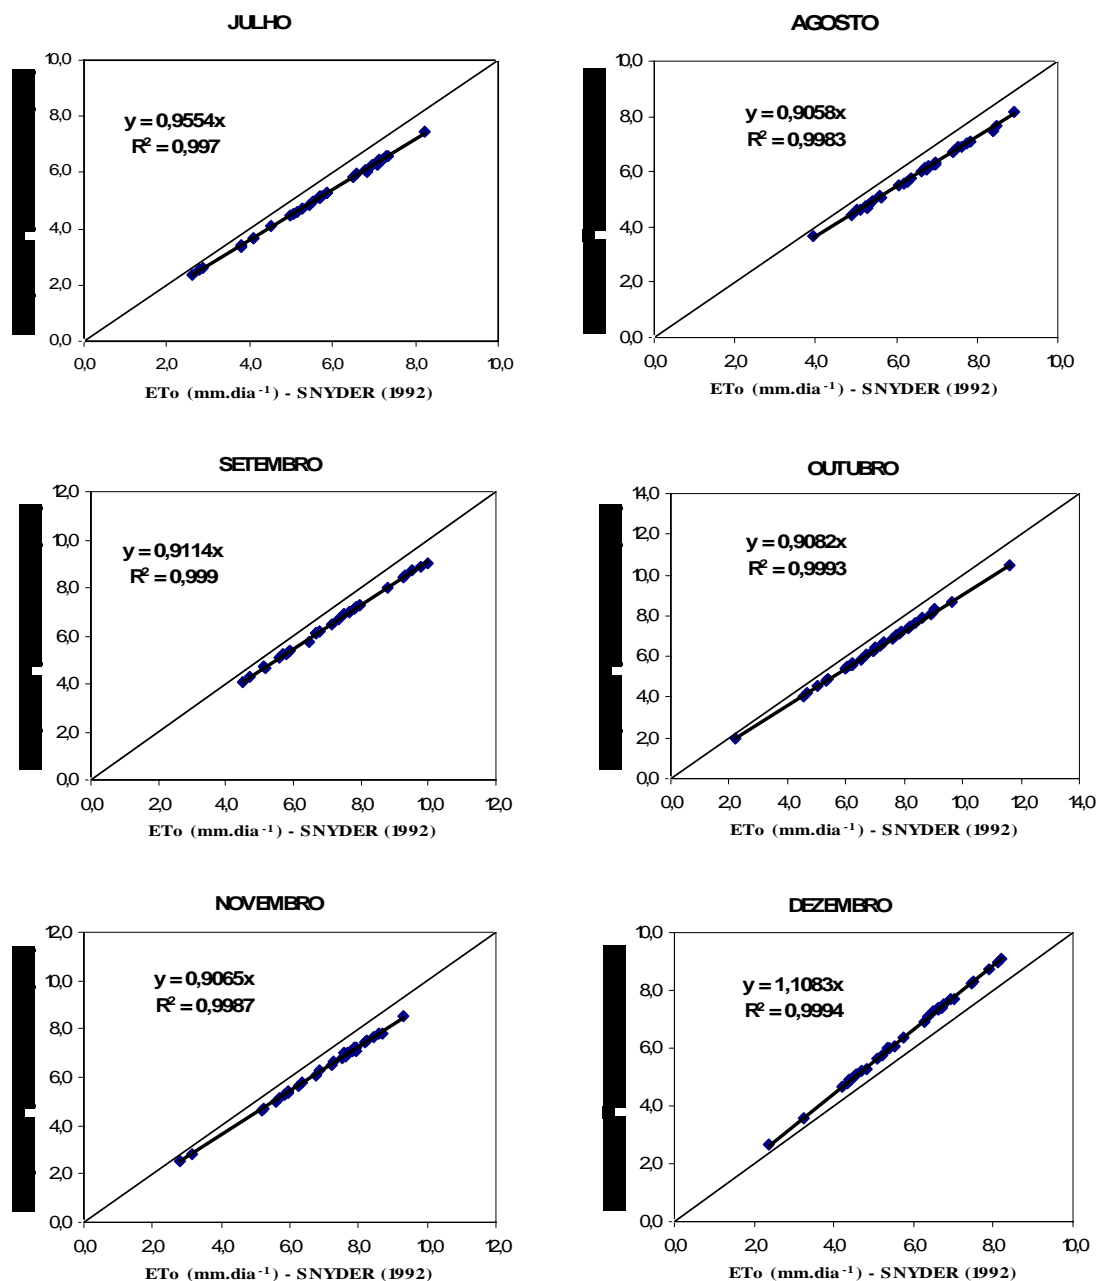 JULHO
10,0
8,0
6,0
4,0
2,0
0,0
y = 0,9554x
R² = 0,997
0,0 2,0 4,0 6,0 8,0 10,0
ETo (mm.dia⁻¹) - SNYDER (1992)
AGOSTO
10,0
8,0
6,0
4,0
2,0
0,0
y = 0,9058x
R² = 0,9983
0,0 2,0 4,0 6,0 8,0 10,0
ETo (mm.dia⁻¹) - SNYDER (1992)
SETEMBRO
12,0
10,0
8,0
6,0
4,0
2,0
0,0
y = 0,9114x
R² = 0,999
0,0 2,0 4,0 6,0 8,0 10,0 12,0
ETo (mm.dia⁻¹) - SNYDER (1992)
OUTUBRO
14,0
12,0
10,0
8,0
6,0
4,0
2,0
0,0
y = 0,9082x
R² = 0,9993
0,0 2,0 4,0 6,0 8,0 10,0 12,0 14,0
ETo (mm.dia⁻¹) - SNYDER (1992)
NOVEMBRO
12,0
10,0
8,0
6,0
4,0
2,0
0,0
y = 0,9065x
R² = 0,9987
0,0 2,0 4,0 6,0 8,0 10,0 12,0
ETo (mm.dia⁻¹) - SNYDER (1992)
DEZEMBRO
10,0
8,0
6,0
4,0
2,0
0,0
y = 1,1083x
R² = 0,9994
0,0 2,0 4,0 6,0 8,0 10,0
ETo (mm.dia⁻¹) - SNYDER (1992)